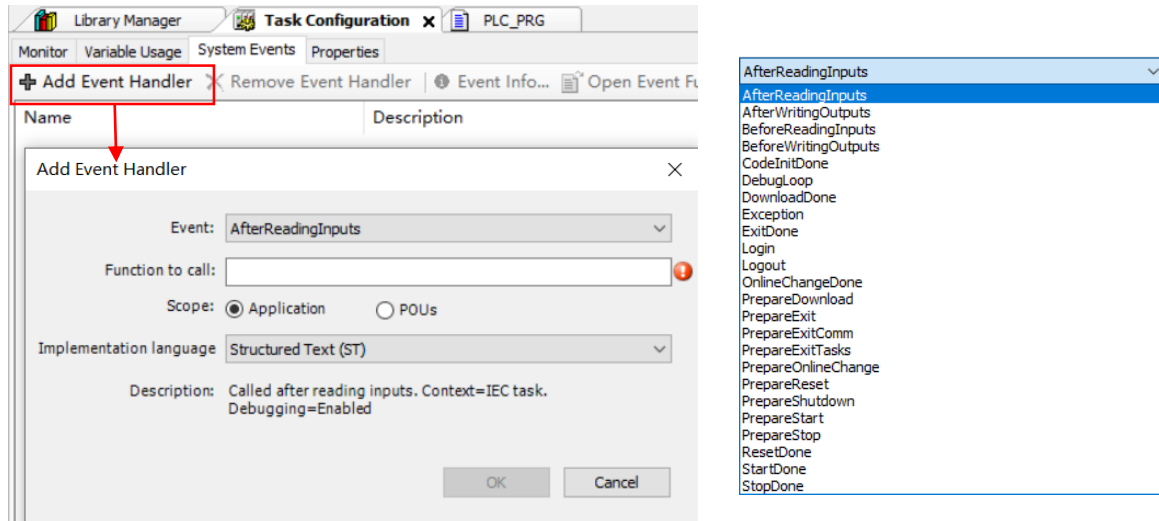 Library Manager
Task Configuration
PLC_PRG
Monitor
Variable Usage
System Events
Properties
Add Event Handler
Remove Event Handler
Event Info...
Open Event Fu
Name
Description
Add Event Handler
Event:
AfterReadingInputs
Function to call:
Scope:
Application
POUs
Implementation language
Structured Text (ST)
Description:
Called after reading inputs. Context=IEC task.
Debugging=Enabled
OK
Cancel
AfterReadingInputs
AfterReadingInputs
AfterWritingOutputs
BeforeReadingInputs
BeforeWritingOutputs
CodeInitDone
DebugLoop
DownloadDone
Exception
ExitDone
Login
Logout
OnlineChangeDone
PrepareDownload
PrepareExit
PrepareExitComm
PrepareExitTasks
PrepareOnlineChange
PrepareReset
PrepareShutdown
PrepareStart
PrepareStop
ResetDone
StartDone
StopDone